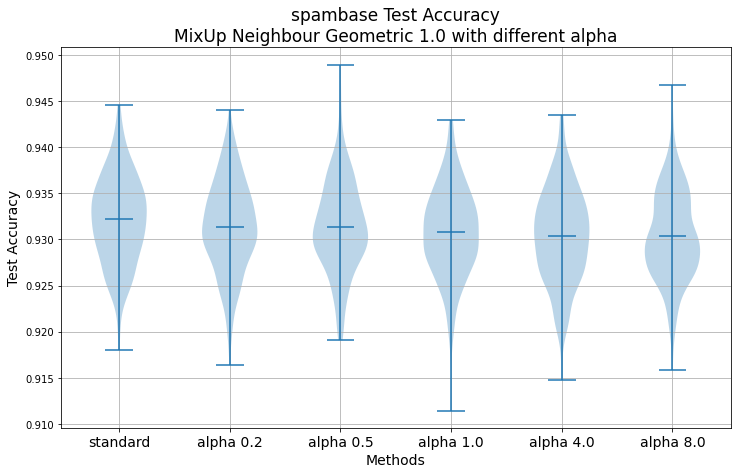 spambase Test Accuracy
MixUp Neighbour Geometric 1.0 with different alpha
Test Accuracy
0.950
0.945
0.940
0.935
0.930
0.925
0.920
0.915
0.910
standard alpha 0.2 alpha 0.5 alpha 1.0 alpha 4.0 alpha 8.0
Methods